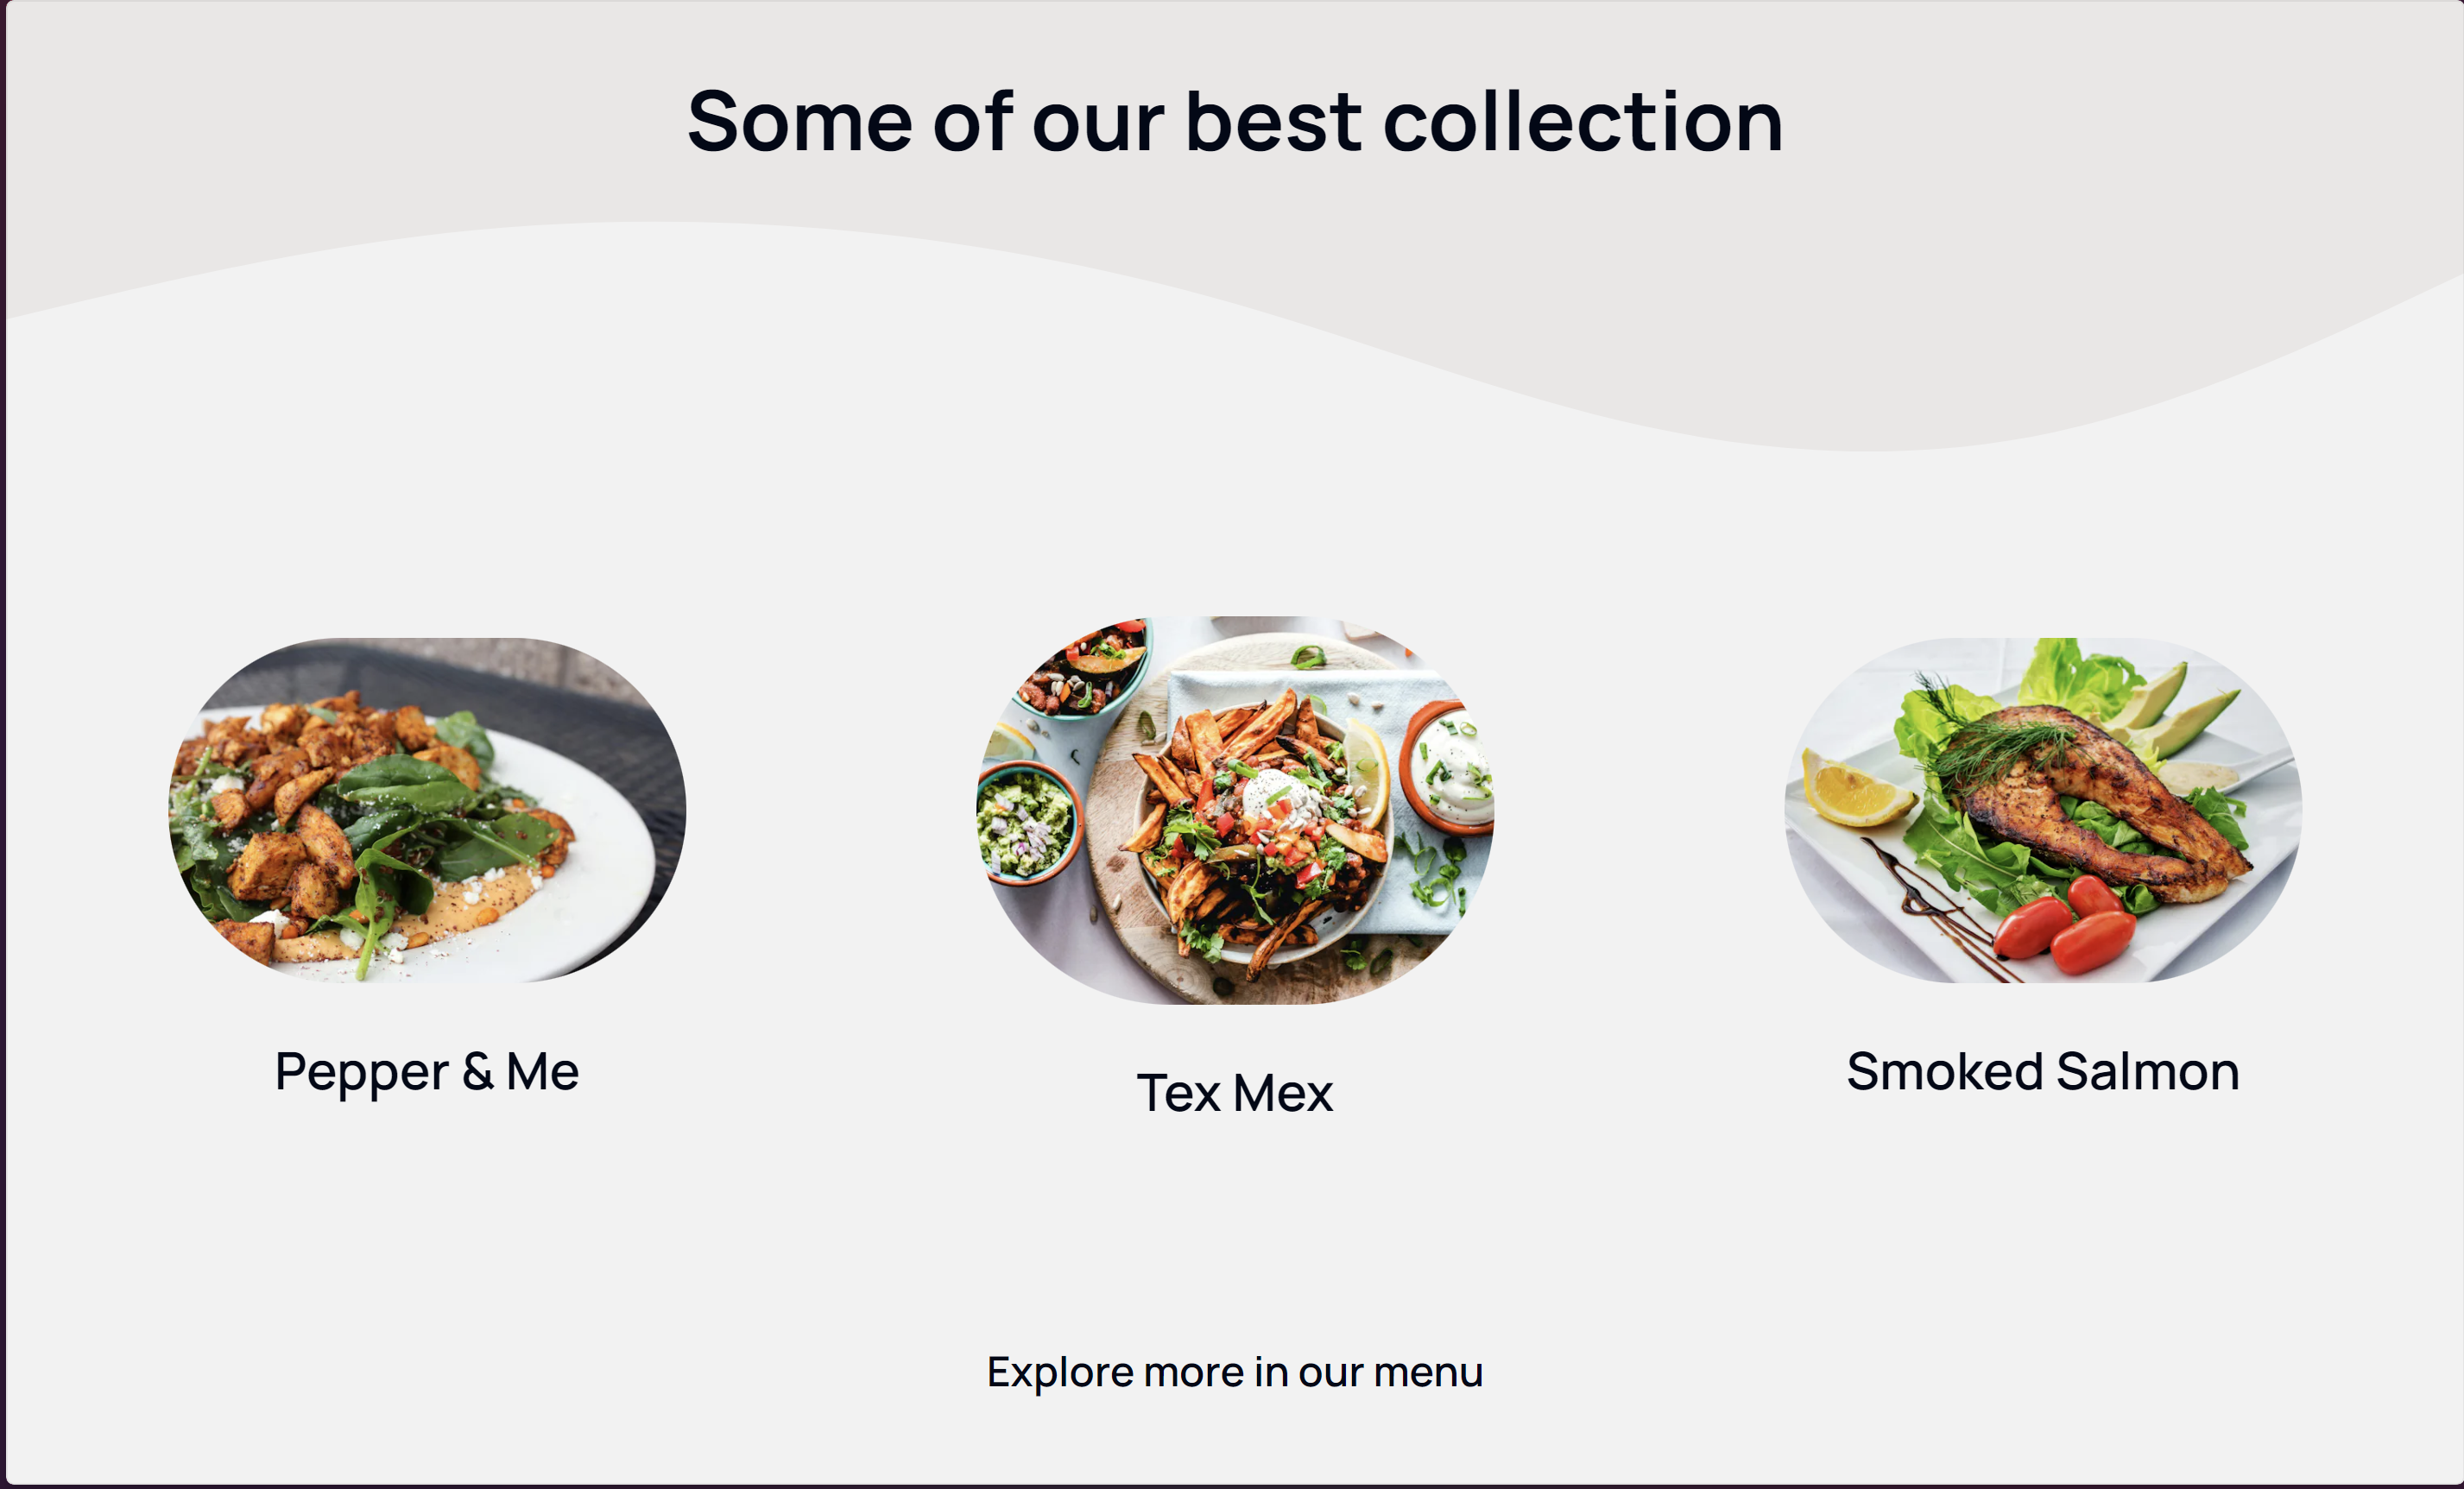 Some of our best collection
Pepper & Me
Tex Mex
Smoked Salmon
Explore more in our menu